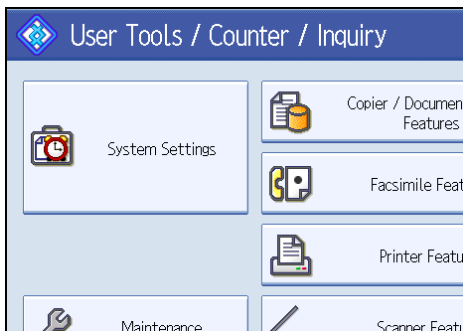 User Tools / Counter / Inquiry
System Settings
Copier / Documen
Features
Facsimile Feat
Printer Featu
Maintenance
Scanner Featu